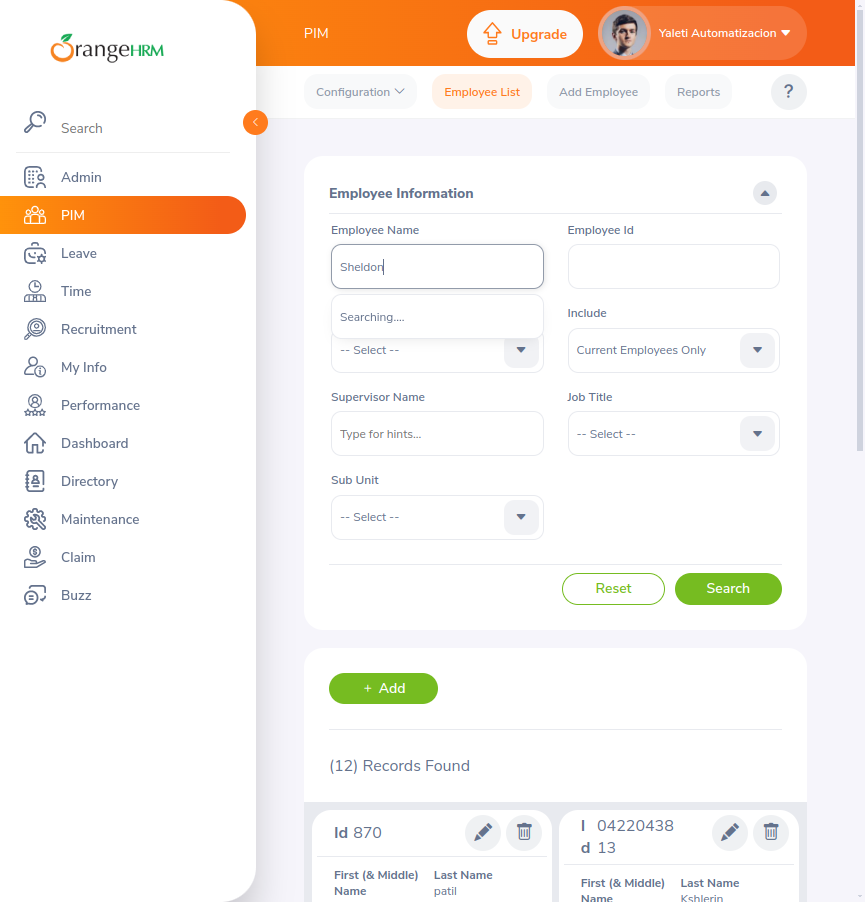 OrangeHRM
PIM
Upgrade
Yaleti Automatizacion
Configuration
Employee List
Add Employee
Reports
?
Search
Admin
PIM
Leave
Time
Recruitment
My Info
Performance
Dashboard
Directory
Maintenance
Claim
Buzz
Employee Information
Employee Name
Employee Id
Sheldon
Searching....
Include
-- Select --
Current Employees Only
Supervisor Name
Job Title
Type for hints...
-- Select --
Sub Unit
-- Select --
Reset
Search
+ Add
(12) Records Found
Id 870
First (& Middle)
Name
Last Name
patil
I
d
04220438
13
First (& Middle)
Name
Last Name
Kshlerin